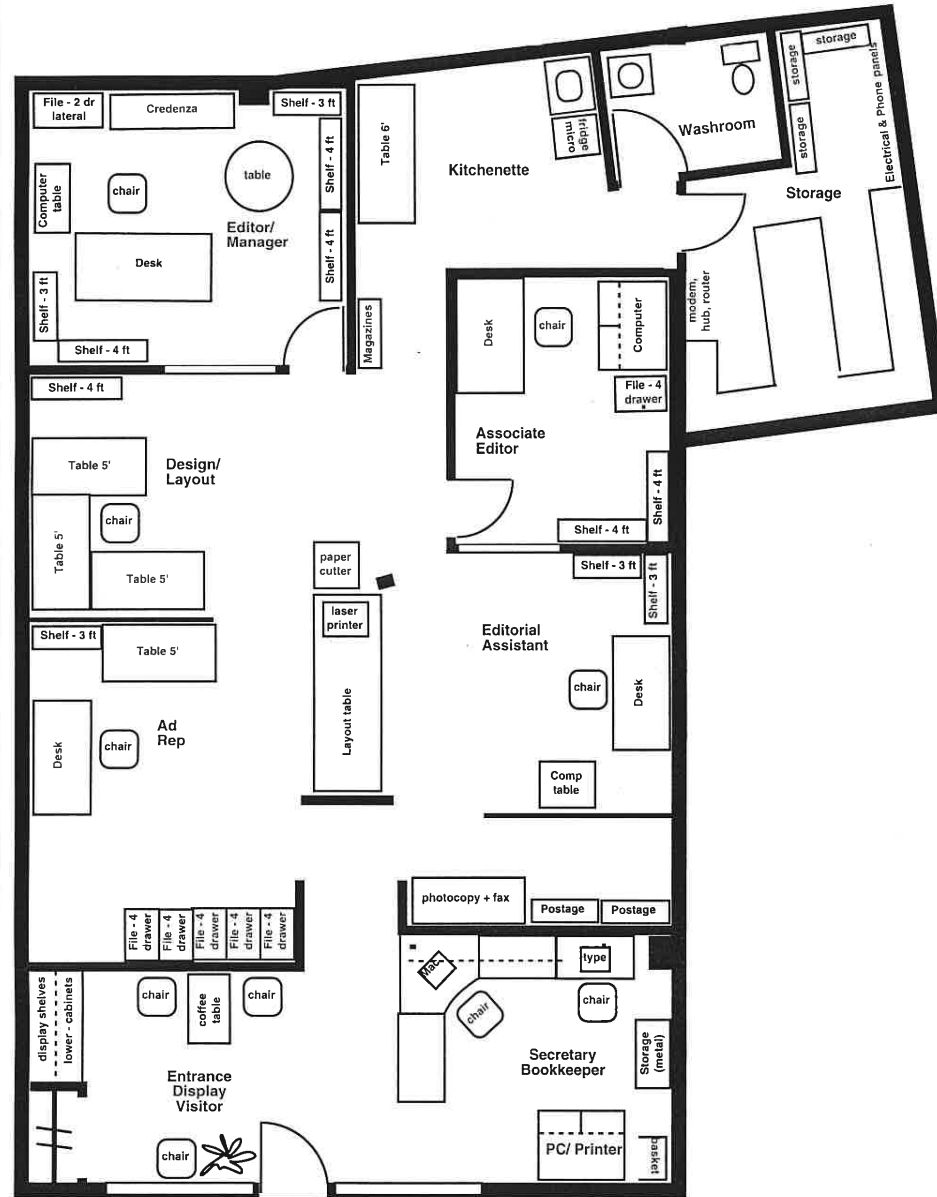 storage
storage
storage
Electrical & Phone panels
File - 2 dr
lateral
Credenza
Shelf - 3 ft
Table 6'
fridge
micro
Washroom
Kitchenette
Storage
Computer
table
chair
table
Shelf - 4 ft
Editor/
Manager
Shelf - 4 ft
Desk
Shelf - 3 ft
Shelf - 4 ft
Magazines
modem,
hub, router
Desk
chair
Computer
File - 4
drawer
Associate
Editor
Shelf - 4 ft
Shelf - 4 ft
Shelf - 4 ft
Table 5'
Design/
Layout
chair
Table 5'
Table 5'
paper
cutter
laser
printer
Layout table
Shelf - 3 ft
Shelf - 3 ft
Editorial
Assistant
chair
Desk
Comp
table
Shelf - 3 ft
Table 5'
Ad
Rep
Desk
chair
File - 4
drawer
File - 4
drawer
File - 4
drawer
File - 4
drawer
File - 4
drawer
photocopy + fax
Postage
Postage
display shelves
lower - cabinets
chair
coffee
table
chair
Mac
type
chair
chair
Storage
(metal)
Secretary
Bookkeeper
Entrance
Display
Visitor
chair
PC/ Printer
basket